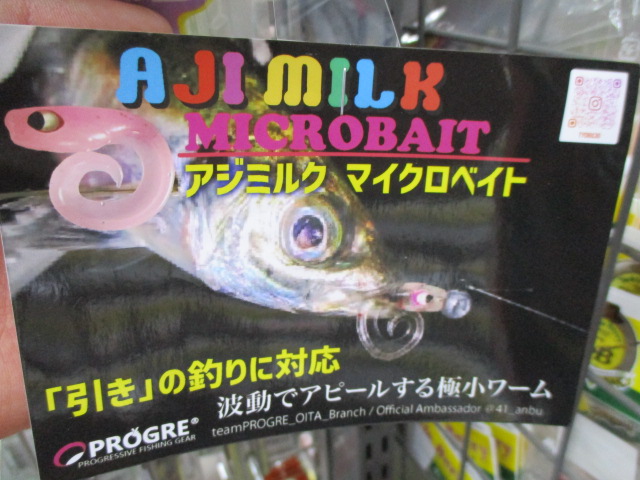 AJI MILK
MICROBAIT
アジミルク マイクロベイト
「引き」の釣りに対応
波動でアピールする極小ワーム
PROGRE®
PROGRESSIVE FISHING GEAR
teamPROGRE_OITA_Branch / Official Ambassador @41_anbu